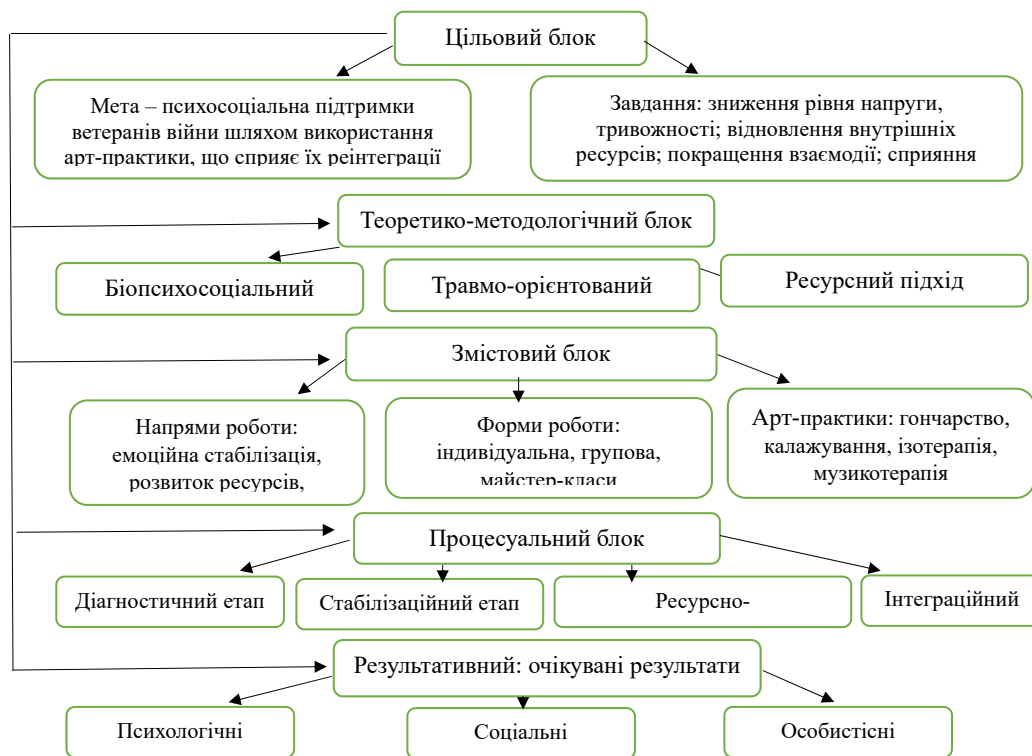 Цільовий блок
Мета – психосоціальна підтримки
ветеранів війни шляхом використання
арт-практики, що сприяє їх реінтеграції
Завдання: зниження рівня напруги,
тривожності; відновлення внутрішніх
ресурсів; покращення взаємодії; сприяння
Теоретико-методологічний блок
Біопсихосоціальний
Травмо-орієнтований
Ресурсний підхід
Змістовий блок
Напрями роботи:
емоційна стабілізація,
розвиток ресурсів,
Форми роботи:
індивідуальна, групова,
майстер-класи
Арт-практики: гончарство,
калажування, ізотерапія,
музикотерапія
Процесуальний блок
Діагностичний етап
Стабілізаційний етап
Ресурсно-
Інтеграційний
Результативний: очікувані результати
Психологічні
Соціальні
Особистісні